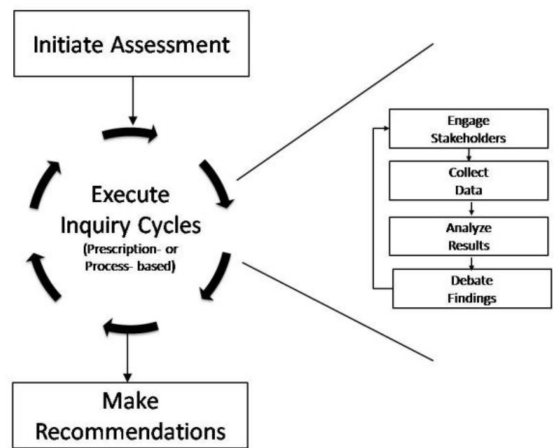 Initiate Assessment
Execute
Inquiry Cycles
(Prescription- or
Process- based)
Make
Recommendations
Engage
Stakeholders
Collect
Data
Analyze
Results
Debate
Findings